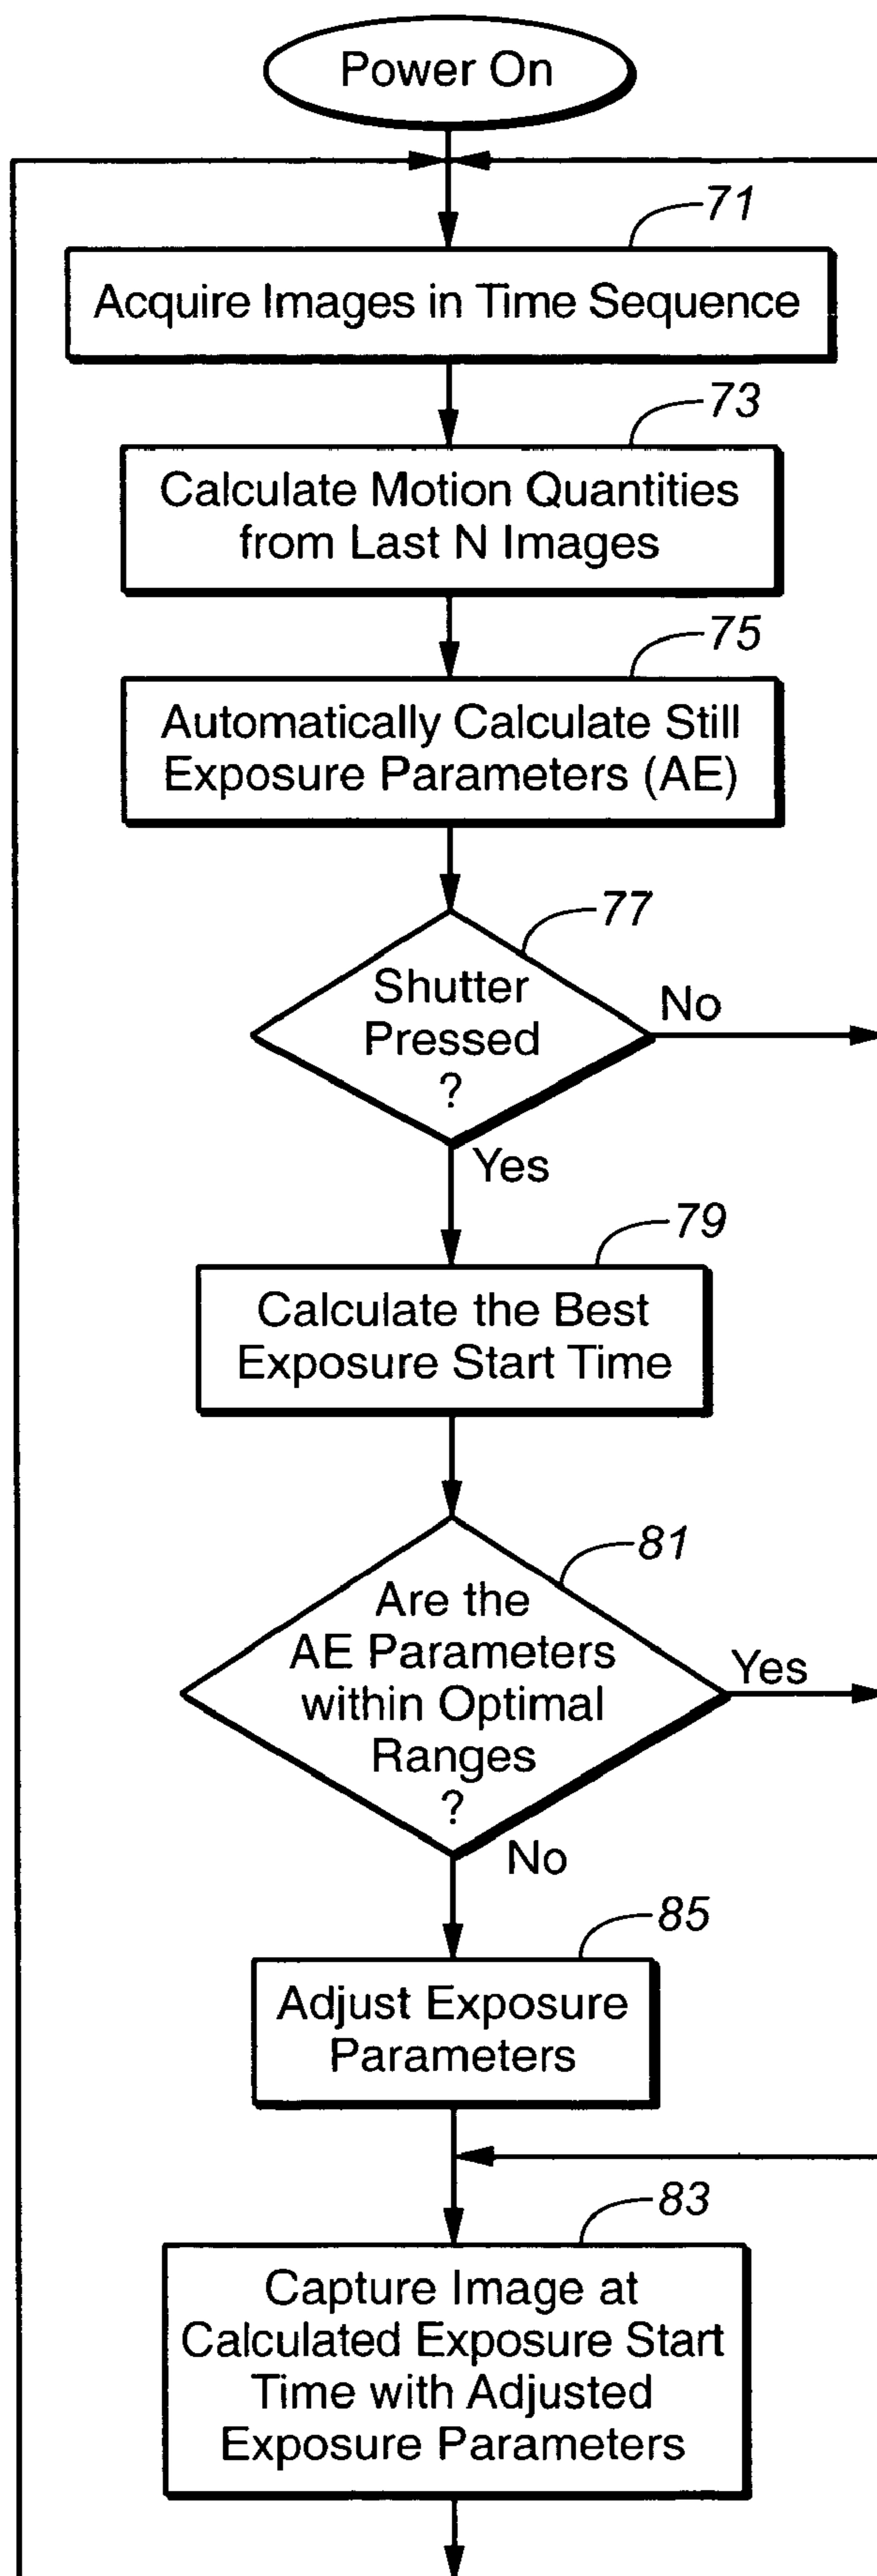 Power On
71
Acquire Images in Time Sequence
73
Calculate Motion Quantities
from Last N Images
75
Automatically Calculate Still
Exposure Parameters (AE)
77
Shutter
Pressed
?
No
Yes
79
Calculate the Best
Exposure Start Time
81
Are the
AE Parameters
within Optimal
Ranges
?
Yes
No
85
Adjust Exposure
Parameters
83
Capture Image at
Calculated Exposure Start
Time with Adjusted
Exposure Parameters